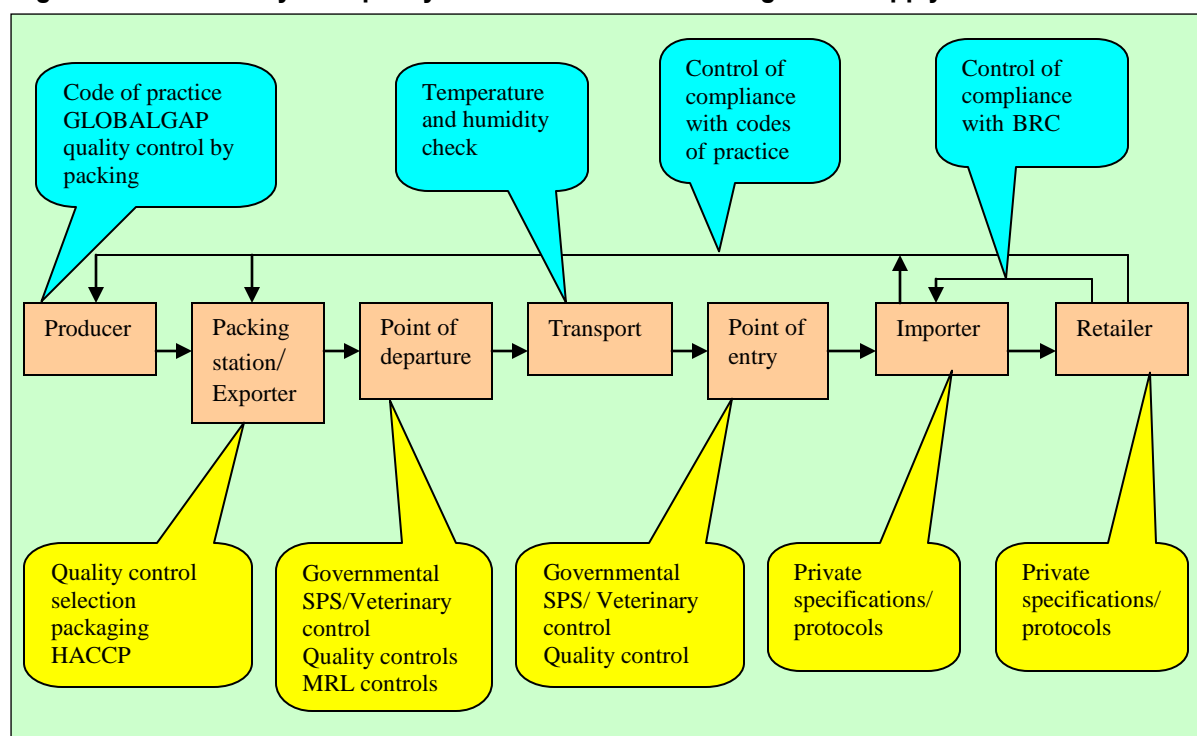 Code of practice
GLOBALGAP
quality control by
packing
Temperature
and humidity
check
Control of
compliance
with codes
of practice
Control of
compliance
with BRC
Producer
Packing
station/
Exporter
Point of
departure
Transport
Point of
entry
Importer
Retailer
Quality control
selection
packaging
HACCP
Governmental
SPS/Veterinary
control
Quality controls
MRL controls
Governmental
SPS/ Veterinary
control
Quality control
Private
specifications/
protocols
Private
specifications/
protocols